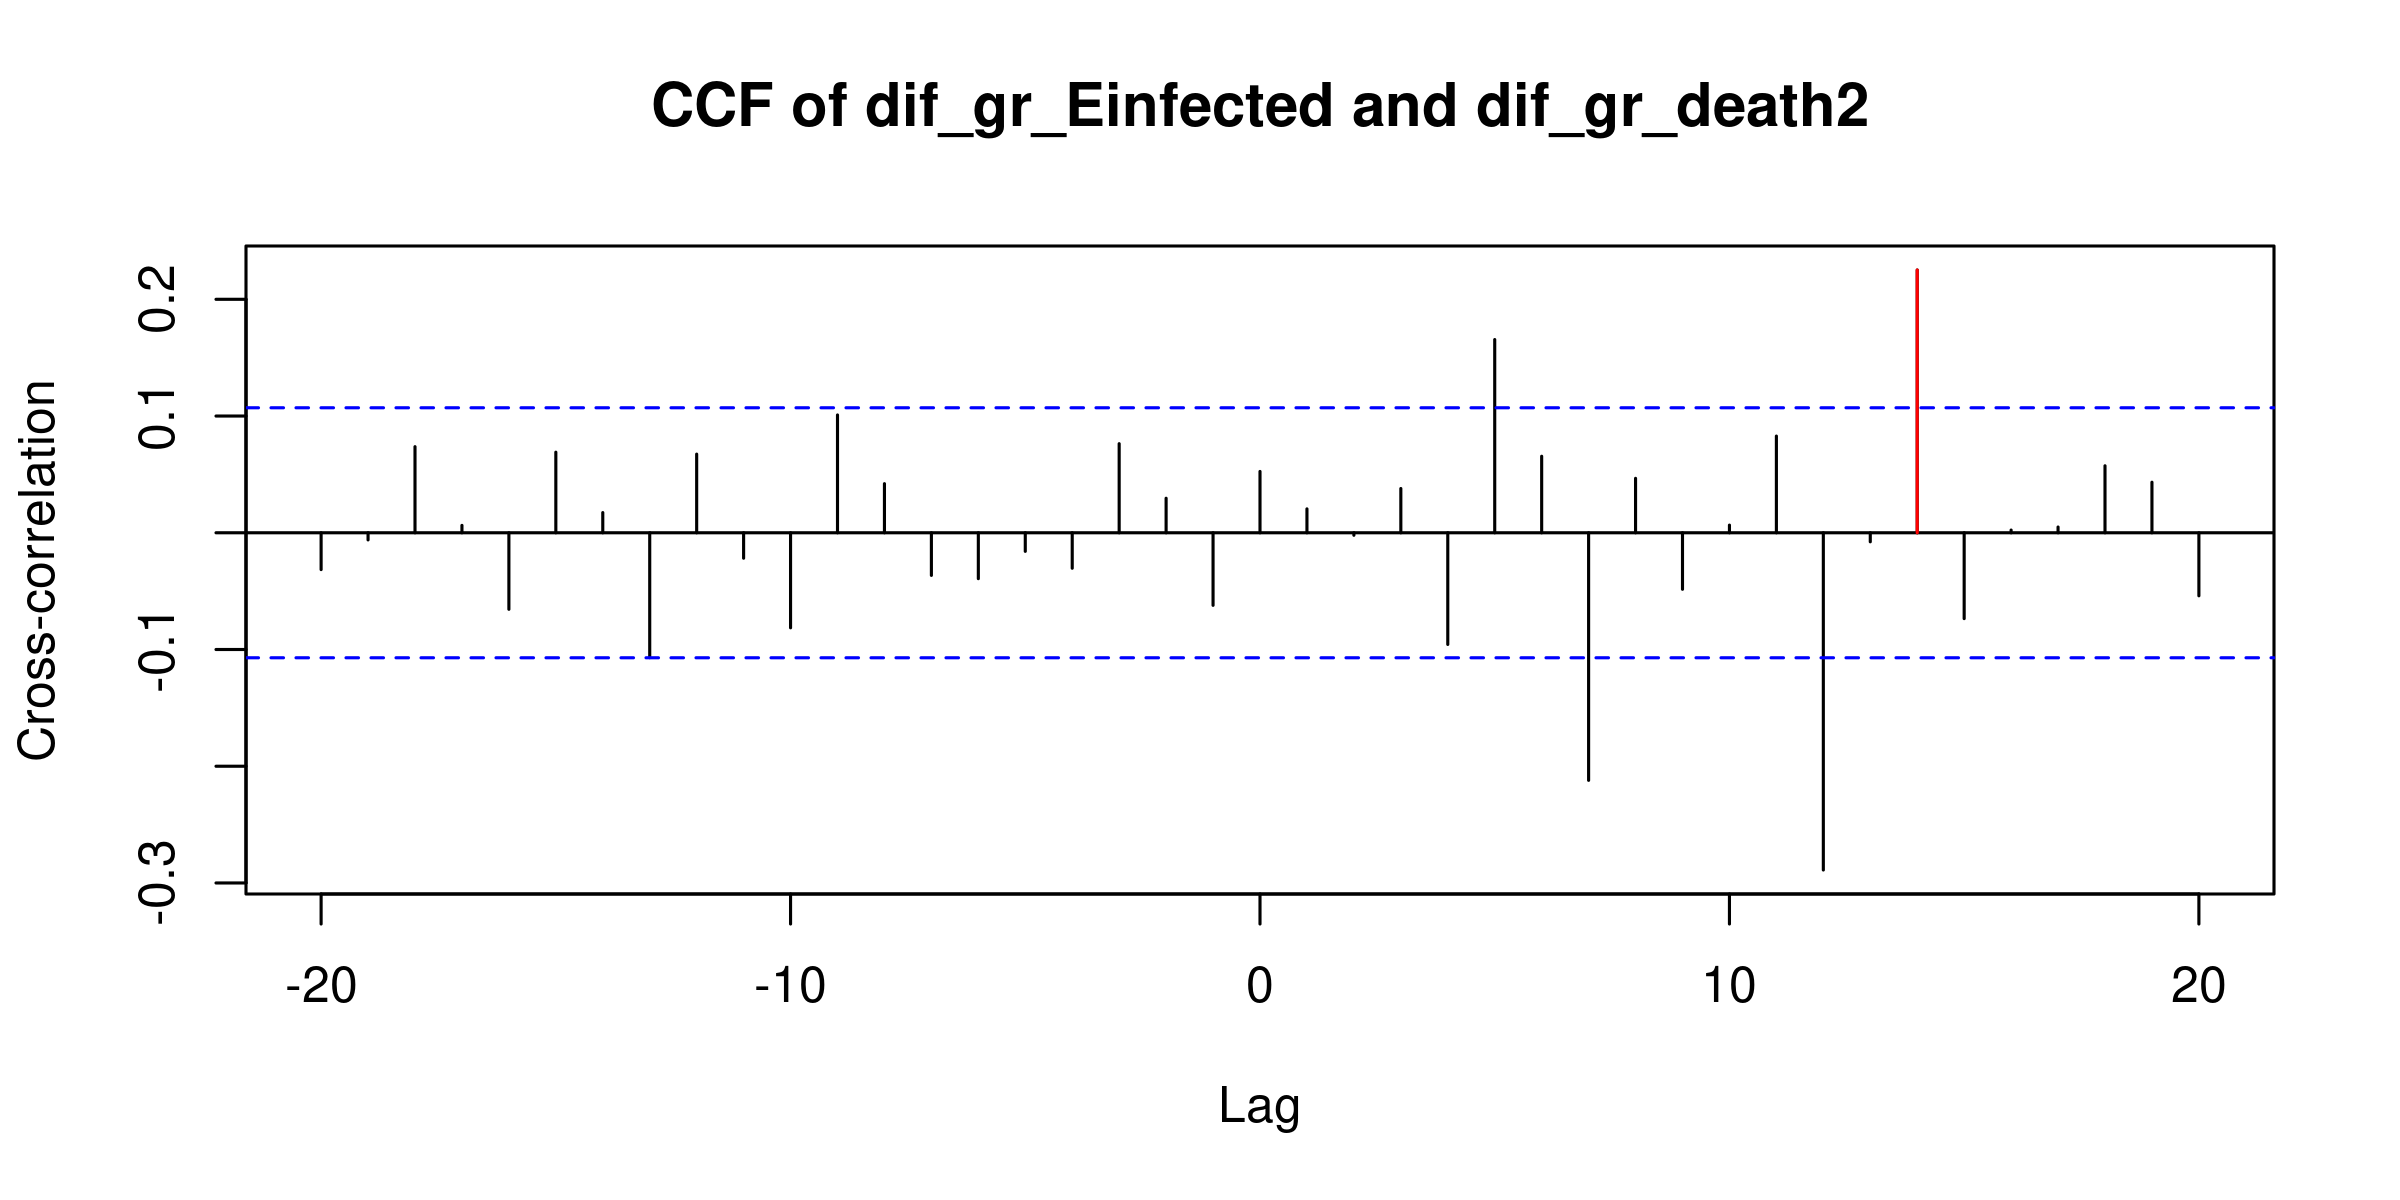 CCF of dif_gr_Einfected and dif_gr_death2
Cross-correlation
0.2
0.1
-0.1
-0.3
-20 -10 0 10 20
Lag